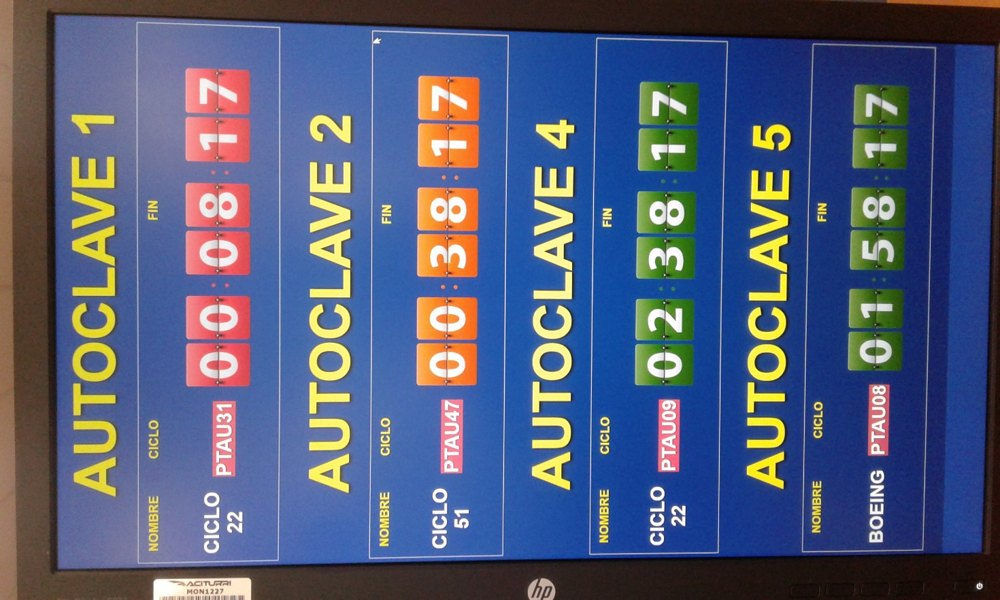 AUTOCLAVE 1
NOMBRE CICLO FIN
CICLO 22 PTAU31 00:08:17
AUTOCLAVE 2
NOMBRE CICLO FIN
CICLO 51 PTAU47 00:38:17
AUTOCLAVE 4
NOMBRE CICLO FIN
CICLO 22 PTAU09 02:38:17
AUTOCLAVE 5
NOMBRE CICLO FIN
BOEING PTAU08 01:58:17
ACITURRI
MON1227
hp